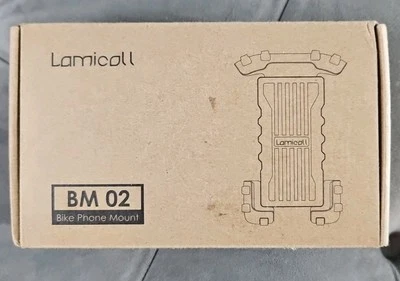 Lamicall
Lamicall
BM 02
Bike Phone Mount